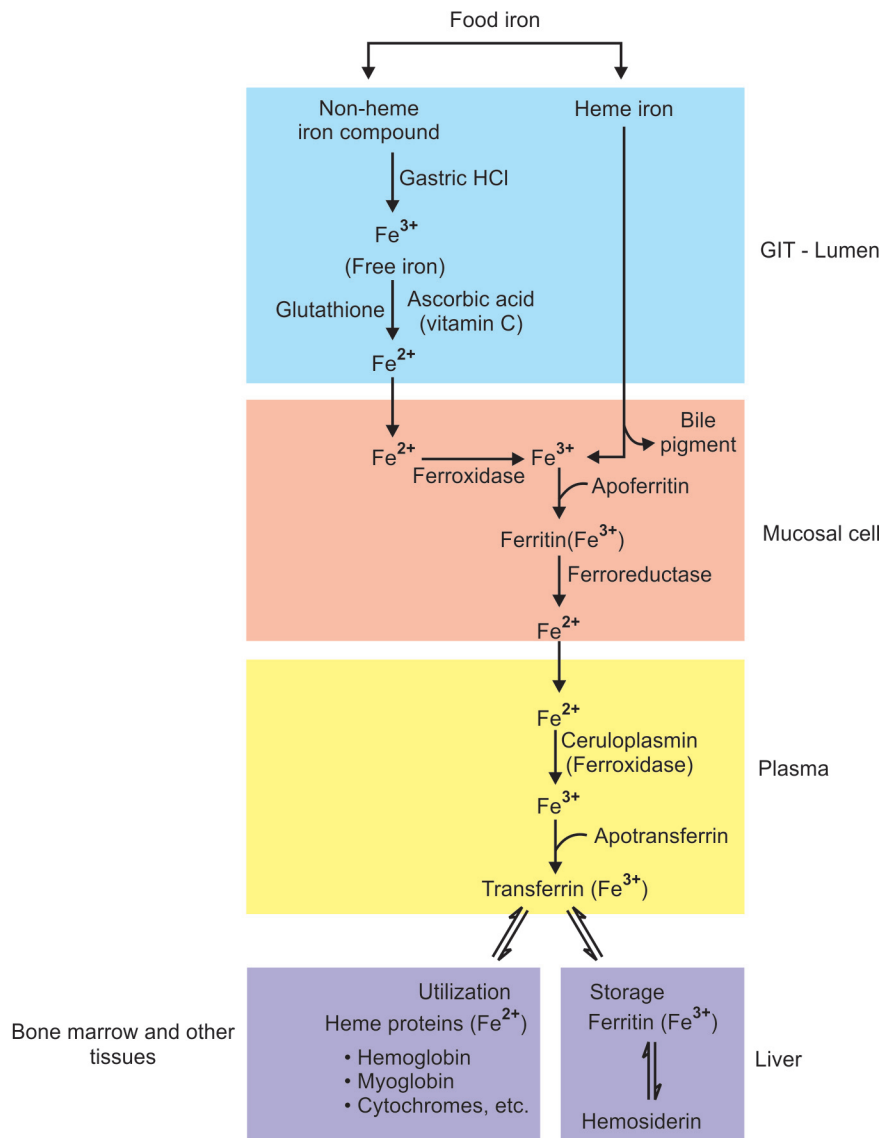 Food iron
Non-heme
iron compound
Heme iron
Gastric HCl
Fe³⁺
(Free iron)
GIT - Lumen
Glutathione
Ascorbic acid
(vitamin C)
Fe²⁺
Bile
pigment
Fe²⁺
Ferroxidase
Fe³⁺
Apoferritin
Ferritin(Fe³⁺)
Mucosal cell
Ferroreductase
Fe²⁺
Fe²⁺
Ceruloplasmin
(Ferroxidase)
Plasma
Fe³⁺
Apotransferrin
Transferrin (Fe³⁺)
Bone marrow and other
tissues
Utilization
Heme proteins (Fe²⁺)
• Hemoglobin
• Myoglobin
• Cytochromes, etc.
Storage
Ferritin (Fe³⁺)
Hemosiderin
Liver